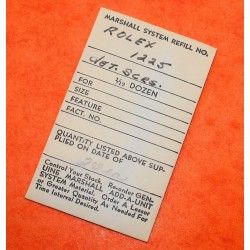 MARSHALL SYSTEM REFILL NO.
ROLEX
1225
SCRS.
FOR 1/12 DOZEN
SIZE
FEATURE
FACT. NO.
QUANTITY LISTED ABOVE SUP-
PLIED ON DATE OF
Control Your Stock. Re-order GEN-
UINE MARSHALL ADD-A-UNIT
System Material. Order A Lesser
or Greater Quantity As Needed For
Time Interval Desired.